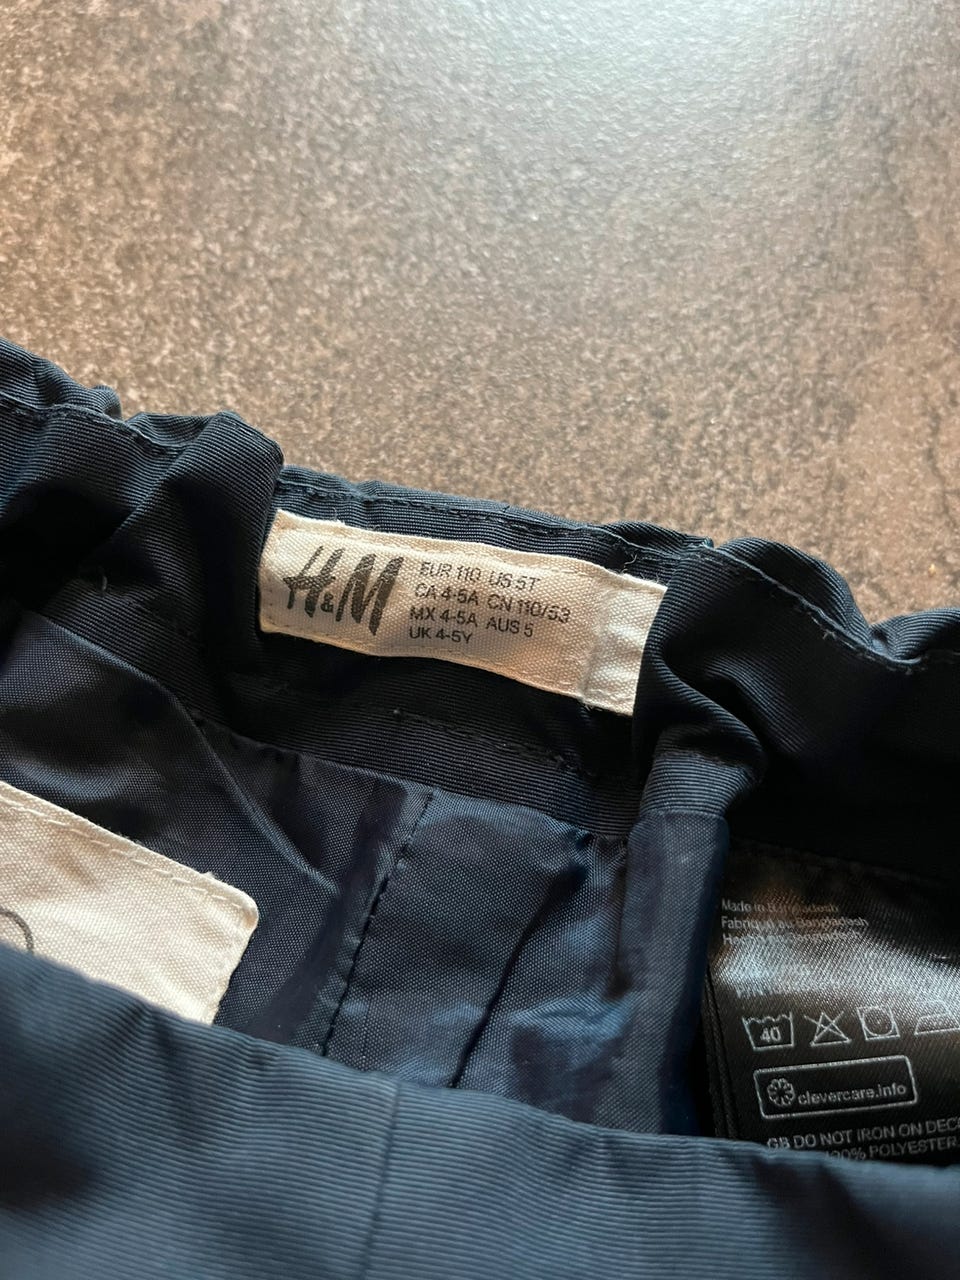 H&M
EUR 110 US 5T
CA 4-5A CN 110/53
MX 4-5A AUS 5
UK 4-5Y
Made in Bangladesh
Fabriqué au Bangladesh
40
clevercare.info
GB DO NOT IRON ON
100% POLYESTER